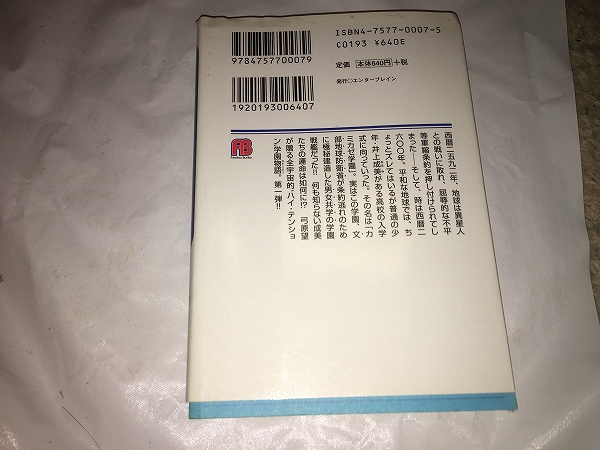 9784757700079
1920193006407
ISBN4-7577-0007-5
C0193 ¥640E
定価 本体640円 +税
発行○エンターブレイン
FB
Famitsu Bunko
西暦二五九二年、地球は異星人
との戦いに敗れ、屈辱的な不平
等軍縮条約を押し付けられてし
まった――そして、時は西暦二
六〇〇年。平和な地球では、ち
ょっとズレてはいるが普通の少
年・井上成美がある高校の入学
式に向っていった。その名は「カ
ミカゼ学園」。実はこの学園、文
部・地球防衛省が条約逃れのため
に極秘建造した男女共学の学園
戦艦だった!! 何も知らない成美
たちの運命は如何に!? 弓原望
が贈る全宇宙的ハイ・テンショ
ン学園物語。第一弾!!